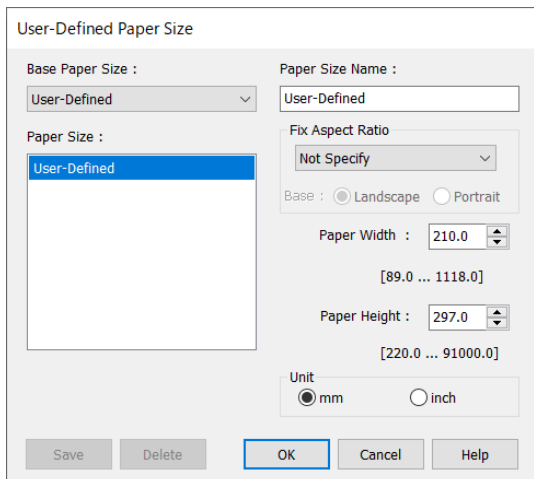 User-Defined Paper Size
Base Paper Size :
User-Defined
Paper Size :
User-Defined
Paper Size Name :
User-Defined
Fix Aspect Ratio
Not Specify
Base : Landscape Portrait
Paper Width : 210.0
[89.0 ... 1118.0]
Paper Height : 297.0
[220.0 ... 91000.0]
Unit
mm inch
Save Delete OK Cancel Help